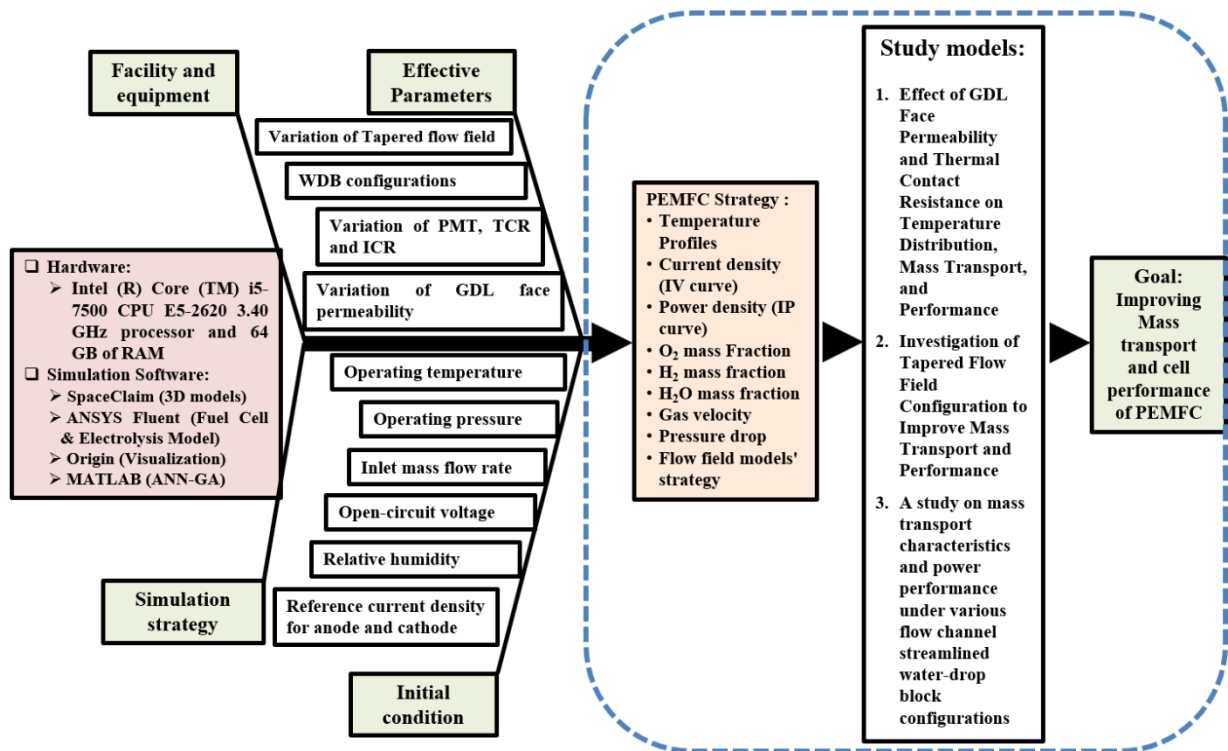 Facility and
equipment
Effective
Parameters
Variation of Tapered flow field
WDB configurations
Variation of PMT, TCR
and ICR
Variation of GDL face
permeability
❑ Hardware:
➢ Intel (R) Core (TM) i5-
7500 CPU E5-2620 3.40
GHz processor and 64
GB of RAM
❑ Simulation Software:
➢ SpaceClaim (3D models)
➢ ANSYS Fluent (Fuel Cell
& Electrolysis Model)
➢ Origin (Visualization)
➢ MATLAB (ANN-GA)
Operating temperature
Operating pressure
Inlet mass flow rate
Open-circuit voltage
Relative humidity
Reference current density
for anode and cathode
Simulation
strategy
Initial
condition
PEMFC Strategy :
• Temperature
Profiles
• Current density
(IV curve)
• Power density (IP
curve)
• O₂ mass Fraction
• H₂ mass fraction
• H₂O mass fraction
• Gas velocity
• Pressure drop
• Flow field models'
strategy
Study models:
1. Effect of GDL
Face
Permeability
and Thermal
Contact
Resistance on
Temperature
Distribution,
Mass Transport,
and
Performance
2. Investigation of
Tapered Flow
Field
Configuration to
Improve Mass
Transport and
Performance
3. A study on mass
transport
characteristics
and power
performance
under various
flow channel
streamlined
water-drop
block
configurations
Goal:
Improving
Mass
transport
and cell
performance
of PEMFC